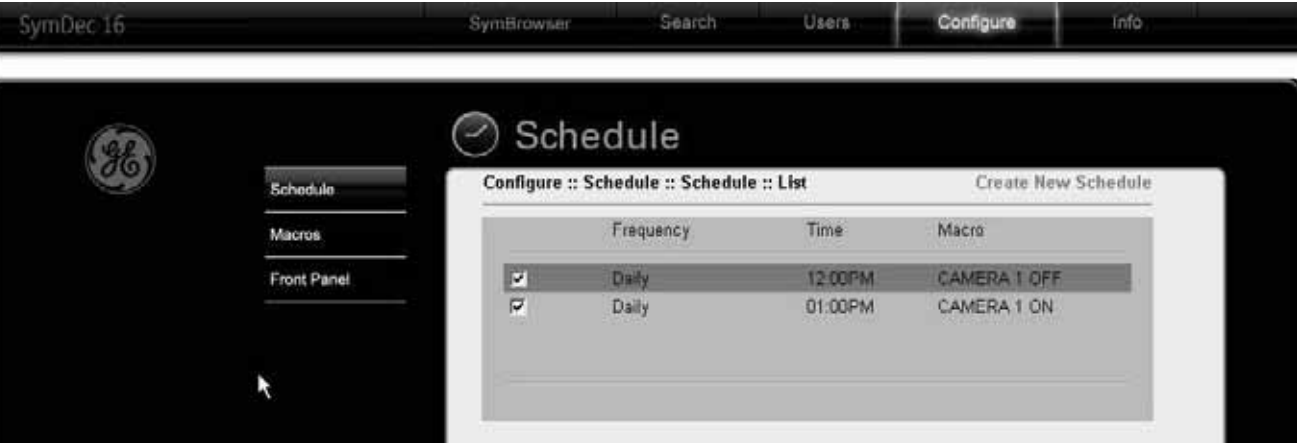 SymDec 16 SymBrowser Search Users Configure Info
Schedule
Schedule
Macros
Front Panel
Configure :: Schedule :: Schedule :: List Create New Schedule
Frequency Time Macro
Daily 12:00PM CAMERA 1 OFF
Daily 01:00PM CAMERA 1 ON